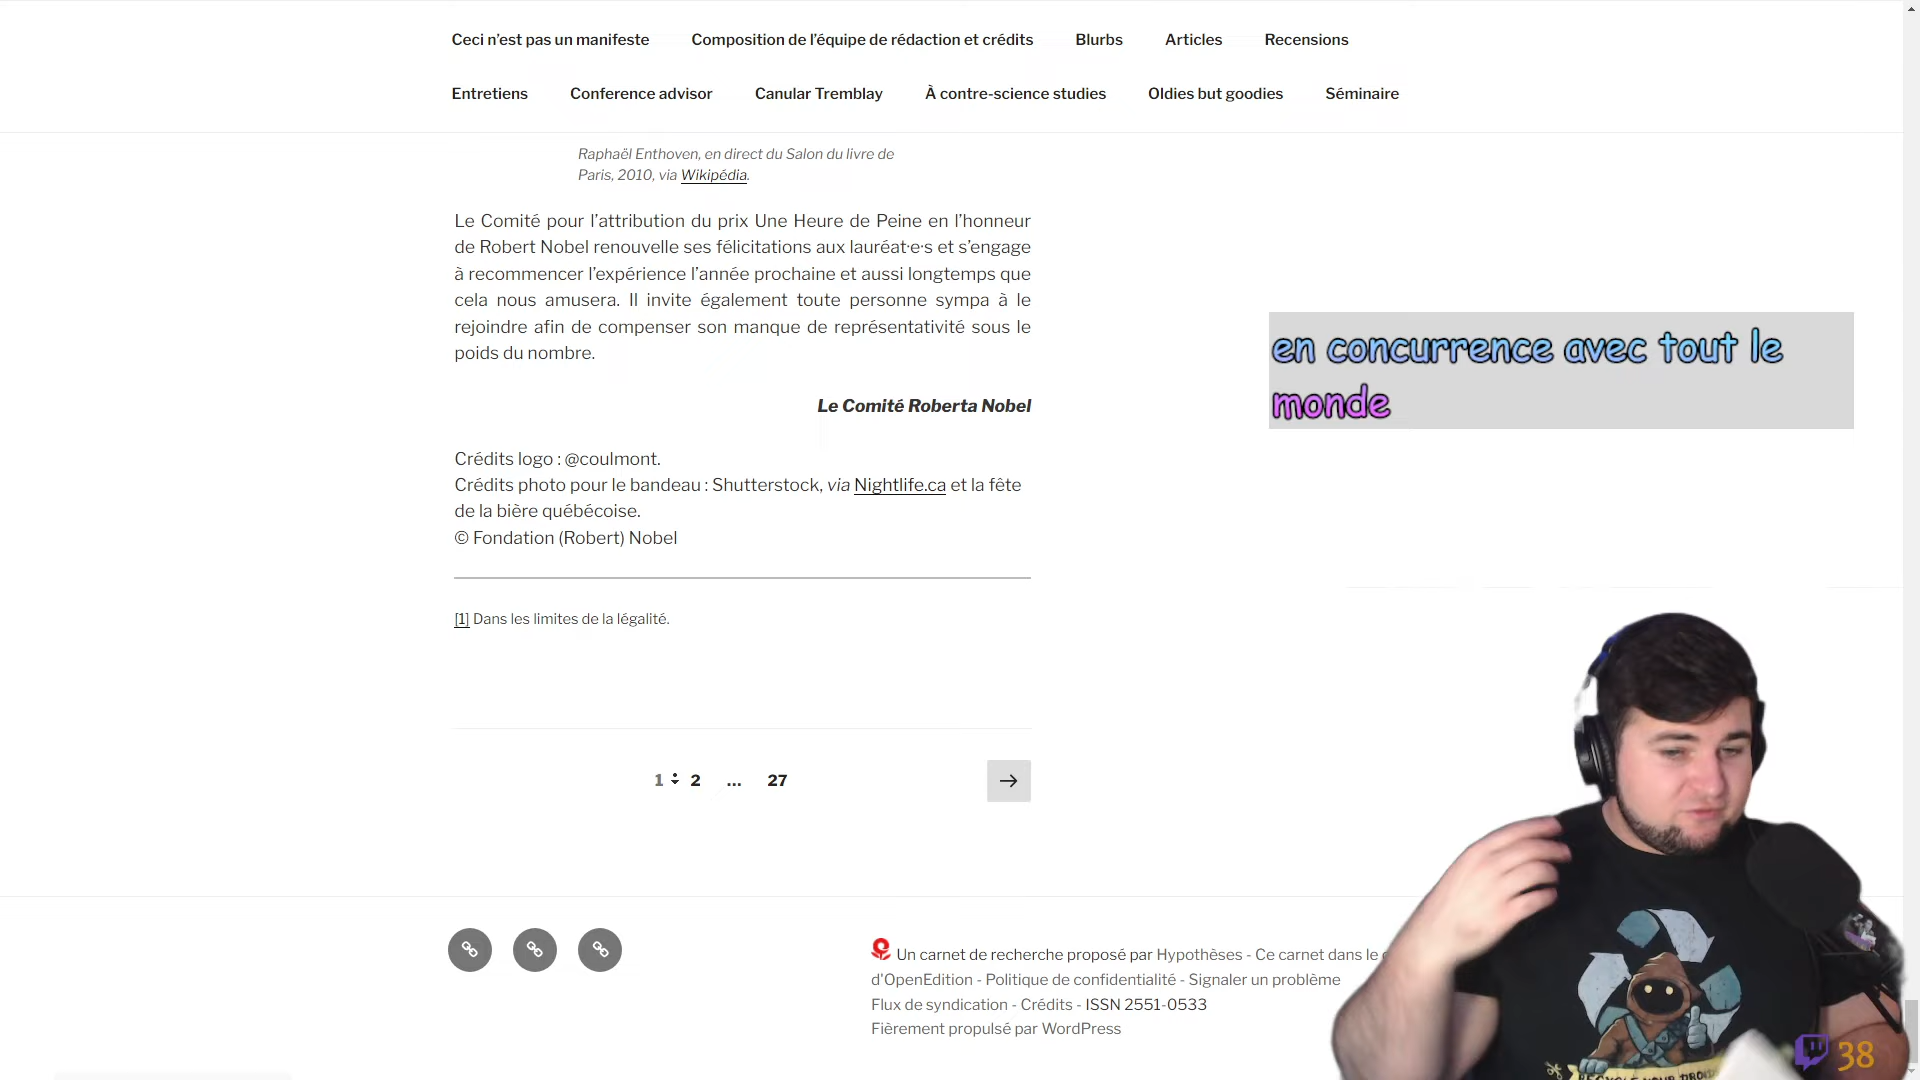 Ceci n’est pas un manifeste
Composition de l’équipe de rédaction et crédits
Blurbs
Articles
Recensions
Entretiens
Conference advisor
Canular Tremblay
À contre-science studies
Oldies but goodies
Séminaire
Raphaël Enthoven, en direct du Salon du livre de
Paris, 2010, via Wikipédia.
Le Comité pour l’attribution du prix Une Heure de Peine en l’honneur
de Robert Nobel renouvelle ses félicitations aux lauréat·e·s et s’engage
à recommencer l’expérience l’année prochaine et aussi longtemps que
cela nous amusera. Il invite également toute personne sympa à le
rejoindre afin de compenser son manque de représentativité sous le
poids du nombre.
Le Comité Roberta Nobel
Crédits logo : @coulmont.
Crédits photo pour le bandeau : Shutterstock, via Nightlife.ca et la fête
de la bière québécoise.
© Fondation (Robert) Nobel
[1] Dans les limites de la légalité.
1 2 … 27
en concurrence avec tout le
monde
Un carnet de recherche proposé par Hypothèses - Ce carnet dans le
d'OpenEdition - Politique de confidentialité - Signaler un problème
Flux de syndication - Crédits - ISSN 2551-0533
Fièrement propulsé par WordPress
38